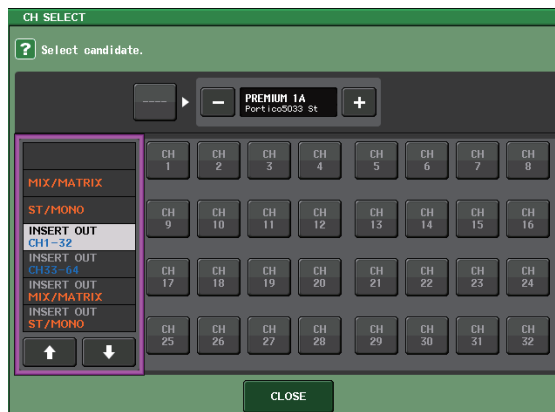 CH SELECT
? Select candidate.
----
PREMIUM 1A
Portico5033 St
MIX/MATRIX
ST/MONO
INSERT OUT
CH1-32
INSERT OUT
CH33-64
INSERT OUT
MIX/MATRIX
INSERT OUT
ST/MONO
CH 1 CH 2 CH 3 CH 4 CH 5 CH 6 CH 7 CH 8
CH 9 CH 10 CH 11 CH 12 CH 13 CH 14 CH 15 CH 16
CH 17 CH 18 CH 19 CH 20 CH 21 CH 22 CH 23 CH 24
CH 25 CH 26 CH 27 CH 28 CH 29 CH 30 CH 31 CH 32
CLOSE